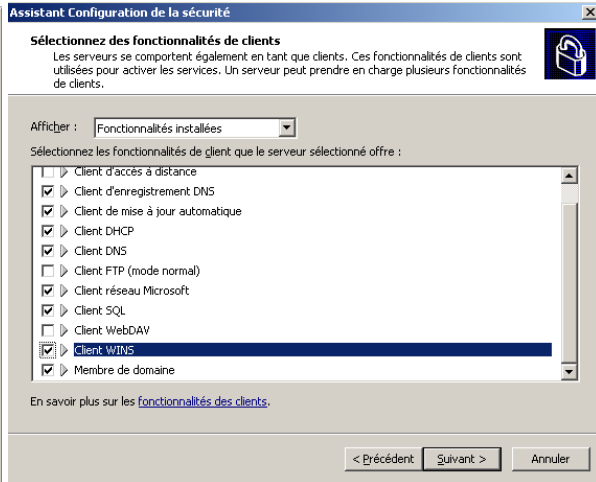 Assistant Configuration de la sécurité
Sélectionnez des fonctionnalités de clients
Les serveurs se comportent également en tant que clients. Ces fonctionnalités de clients sont
utilisées pour activer les services. Un serveur peut prendre en charge plusieurs fonctionnalités
de clients.
Afficher : Fonctionnalités installées
Sélectionnez les fonctionnalités de client que le serveur sélectionné offre :
Client d'accès à distance
Client d'enregistrement DNS
Client de mise à jour automatique
Client DHCP
Client DNS
Client FTP (mode normal)
Client réseau Microsoft
Client SQL
Client WebDAV
Client WINS
Membre de domaine
En savoir plus sur les fonctionnalités des clients.
< Précédent Suivant > Annuler